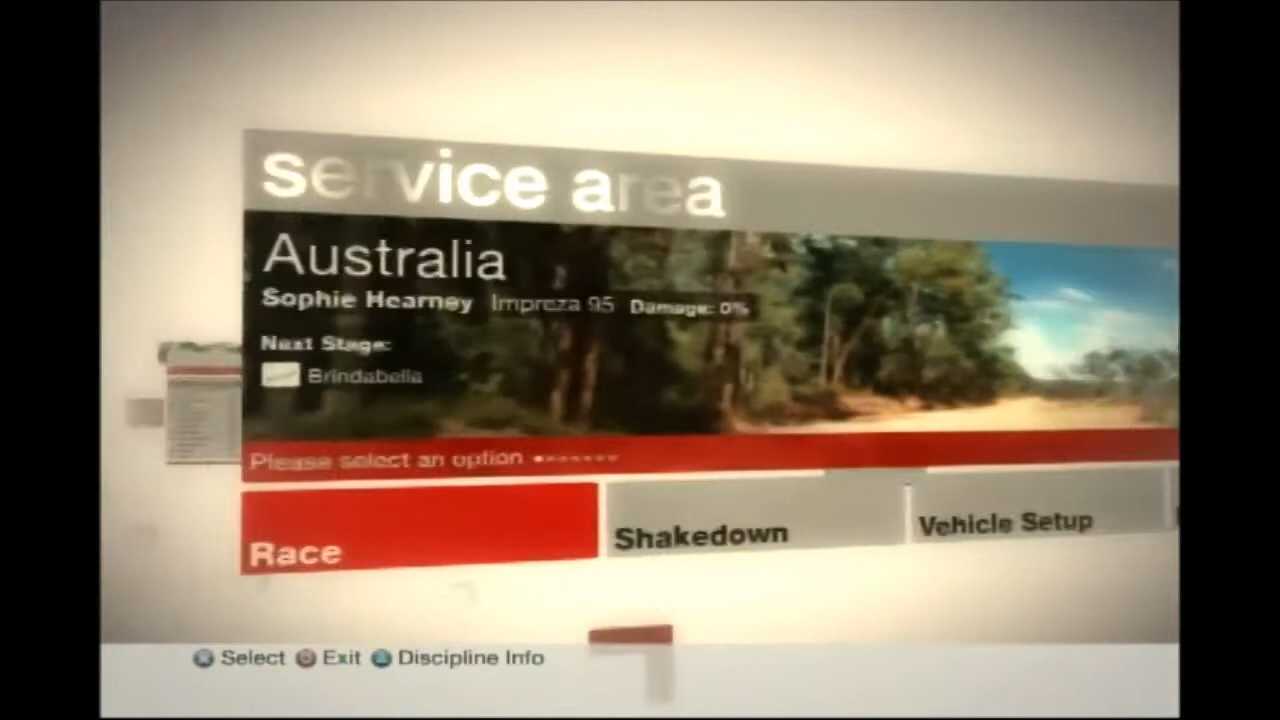 service area
Australia
Sophie Hearney Impreza 95 Damage: 0%
Next Stage:
Brindabella
Please select an option
Race
Shakedown
Vehicle Setup
Select Exit Discipline Info